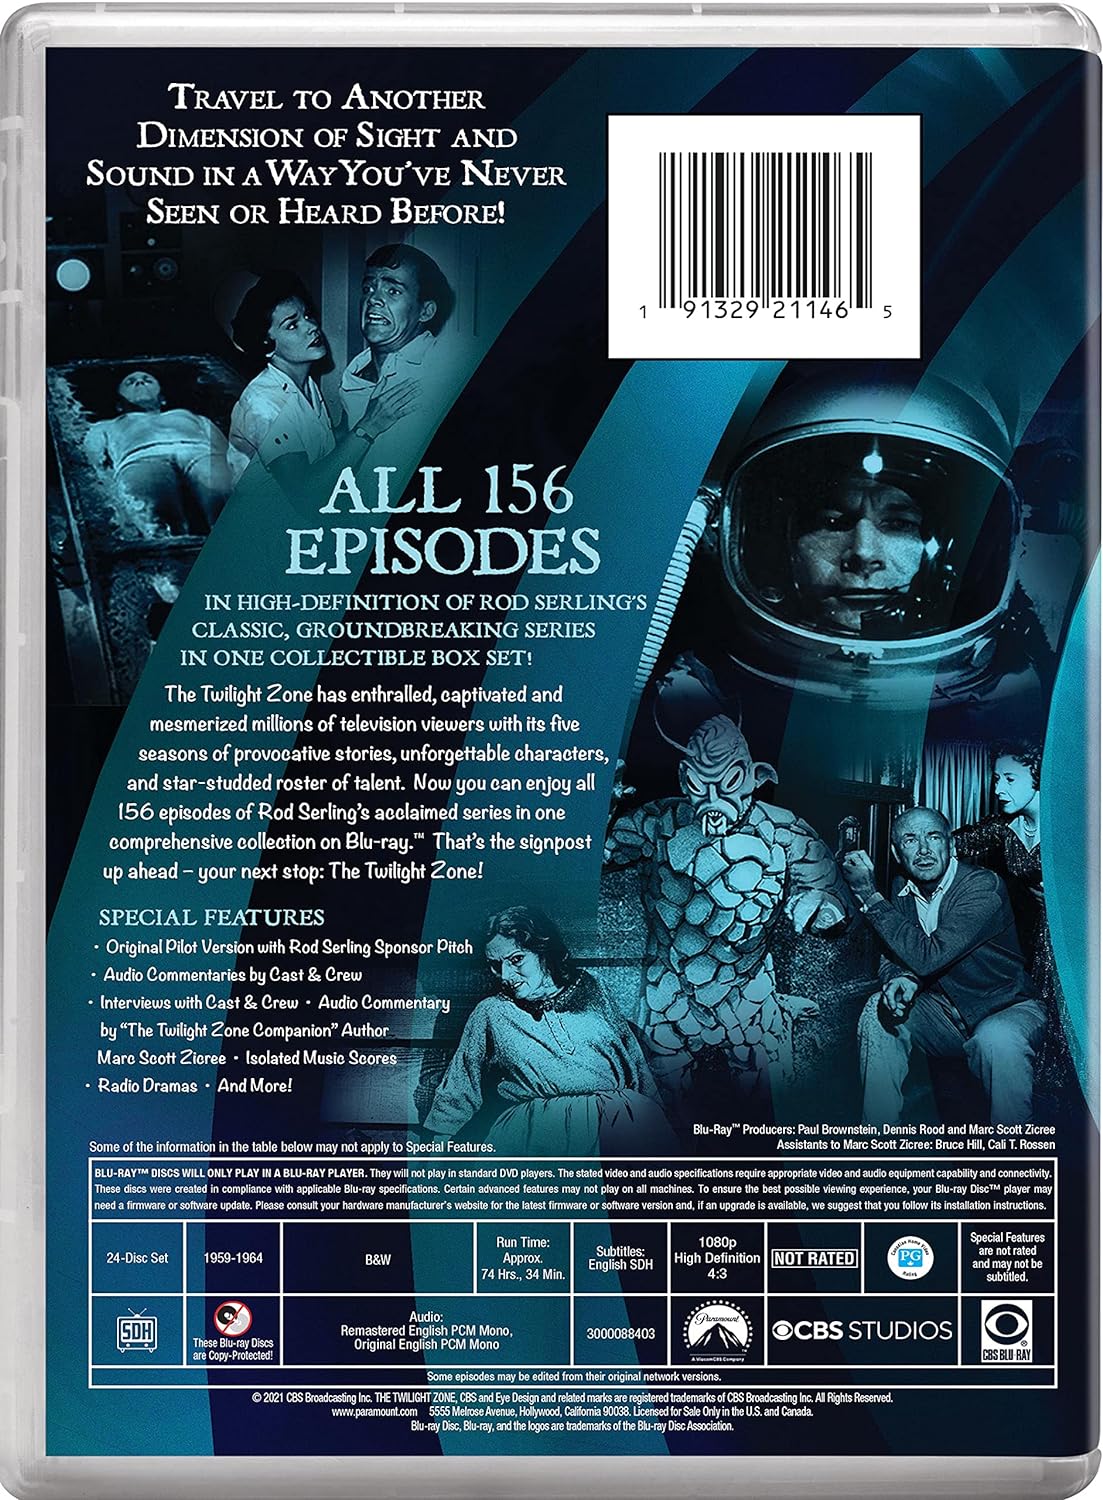 TRAVEL TO ANOTHER
DIMENSION OF SIGHT AND
SOUND IN A WAY YOU'VE NEVER
SEEN OR HEARD BEFORE!
1 91329 21146 5
ALL 156
EPISODES
IN HIGH-DEFINITION OF ROD SERLING'S
CLASSIC, GROUNDBREAKING SERIES
IN ONE COLLECTIBLE BOX SET!
The Twilight Zone has enthralled, captivated and
mesmerized millions of television viewers with its five
seasons of provocative stories, unforgettable characters,
and star-studded roster of talent. Now you can enjoy all
156 episodes of Rod Serling's acclaimed series in one
comprehensive collection on Blu-ray.™ That's the signpost
up ahead – your next stop: The Twilight Zone!
SPECIAL FEATURES
• Original Pilot Version with Rod Serling Sponsor Pitch
• Audio Commentaries by Cast & Crew
• Interviews with Cast & Crew • Audio Commentary
by "The Twilight Zone Companion" Author
Marc Scott Zicree • Isolated Music Scores
• Radio Dramas • And More!
Blu-Ray™ Producers: Paul Brownstein, Dennis Rood and Marc Scott Zicree
Assistants to Marc Scott Zicree: Bruce Hill, Cali T. Rossen
Some of the information in the table below may not apply to Special Features.
BLU-RAY™ DISCS WILL ONLY PLAY IN A BLU-RAY PLAYER. They will not play in standard DVD players. The stated video and audio specifications require appropriate video and audio equipment capability and connectivity.
These discs were created in compliance with applicable Blu-ray specifications. Certain advanced features may not play on all machines. To ensure the best possible viewing experience, your Blu-ray Disc™ player may
need a firmware or software update. Please consult your hardware manufacturer's website for the latest firmware or software version and, if an upgrade is available, we suggest that you follow its installation instructions.
24-Disc Set
1959-1964
B&W
Run Time:
Approx.
74 Hrs., 34 Min.
Subtitles:
English SDH
1080p
High Definition
4:3
NOT RATED
Canadian Home Video
PG
Rating
Special Features
are not rated
and may not be
subtitled.
SDH
These Blu-ray Discs
are Copy-Protected!
Audio:
Remastered English PCM Mono,
Original English PCM Mono
3000088403
Paramount
A ViacomCBS Company
CBS STUDIOS
CBS BLU-RAY
Some episodes may be edited from their original network versions.
© 2021 CBS Broadcasting Inc. THE TWILIGHT ZONE, CBS and Eye Design and related marks are registered trademarks of CBS Broadcasting Inc. All Rights Reserved.
www.paramount.com 5555 Melrose Avenue, Hollywood, California 90038. Licensed for Sale Only in the U.S. and Canada.
Blu-ray Disc, Blu-ray, and the logos are trademarks of the Blu-ray Disc Association.